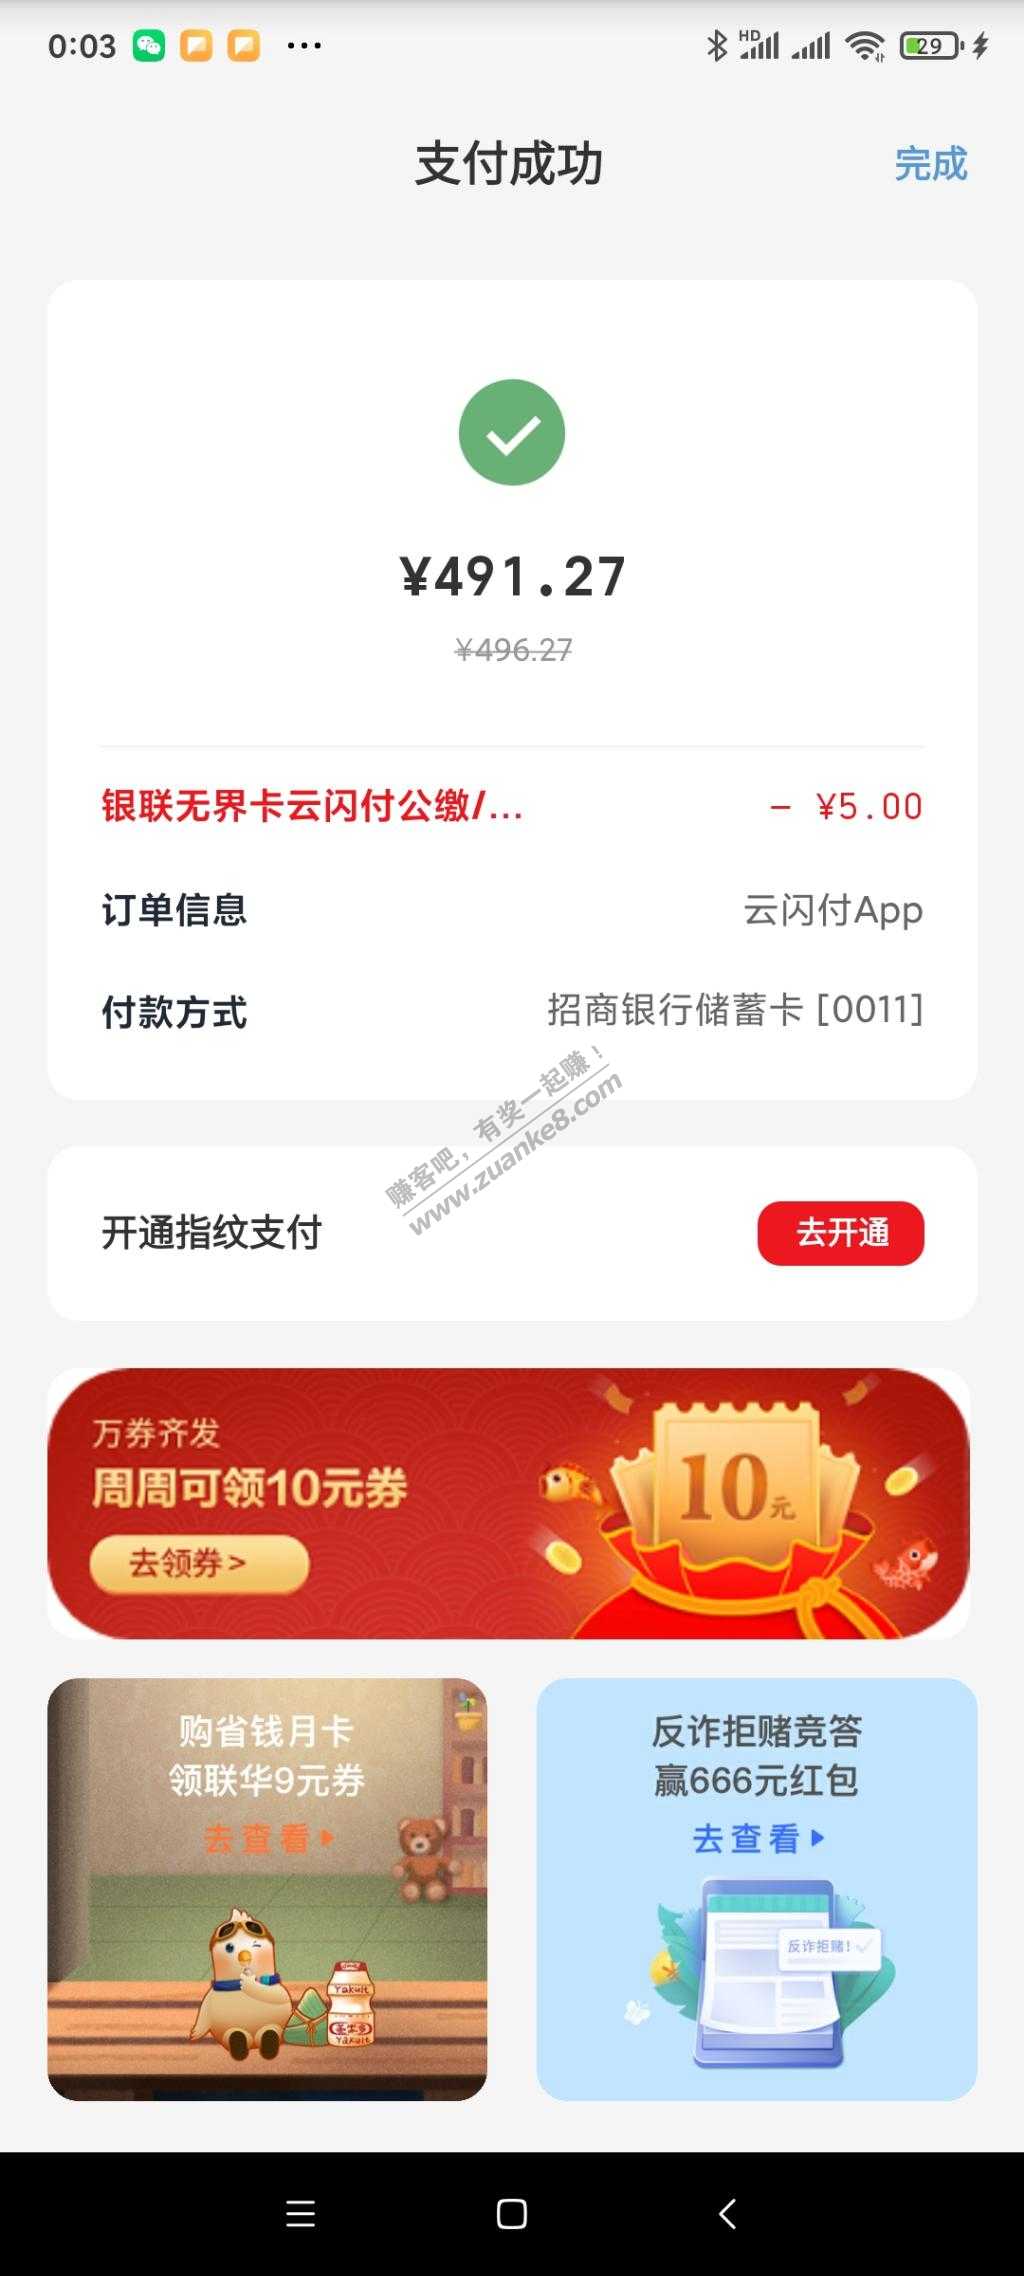 0:03
HD
29
支付成功
完成
¥491.27
¥496.27
银联无界卡云闪付公缴/...
- ¥5.00
订单信息
云闪付App
付款方式
招商银行储蓄卡 [0011]
赚客吧，有奖一起赚！
www.zuanke8.com
开通指纹支付
去开通
万券齐发
周周可领10元券
去领券>
10元
购省钱月卡
领联华9元券
去查看
Yakult
Yakult
反诈拒赌竞答
赢666元红包
去查看
反诈拒赌!